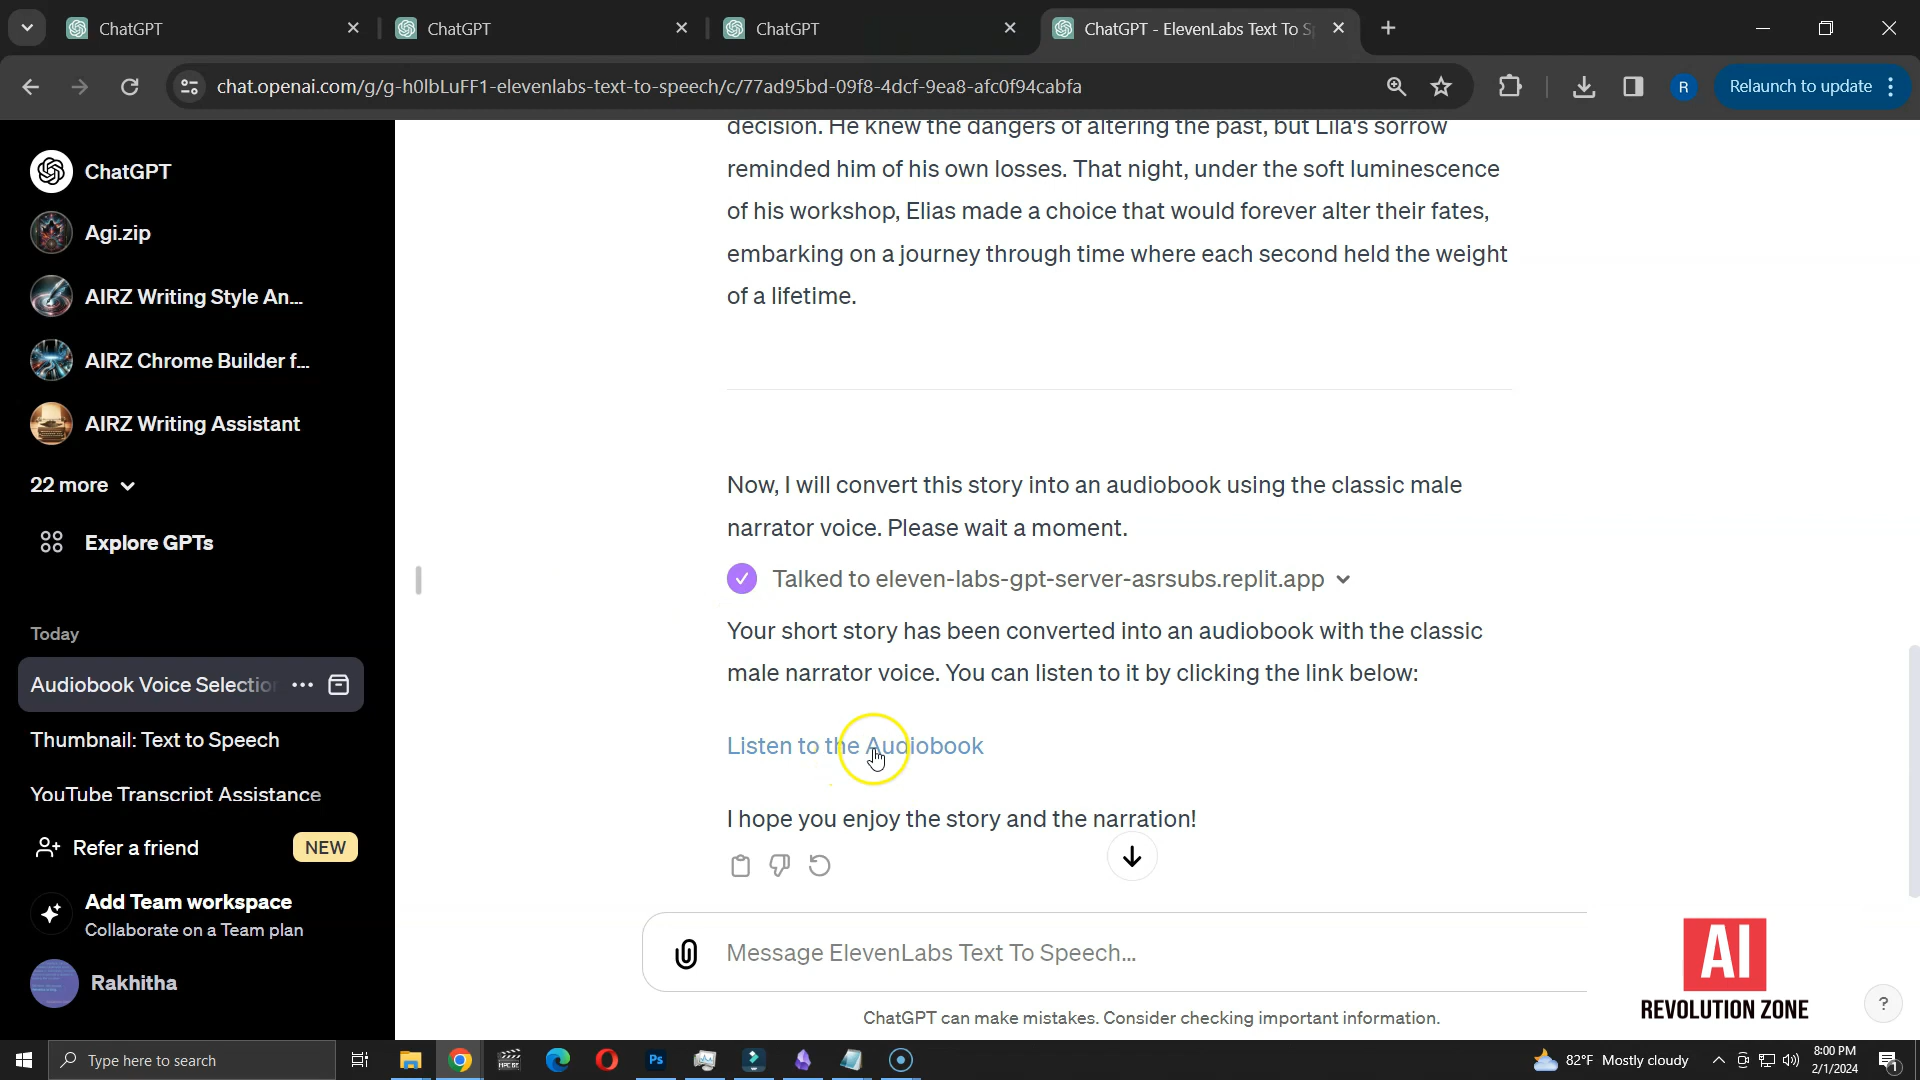 ChatGPT
ChatGPT
ChatGPT
ChatGPT - ElevenLabs Text To S
chat.openai.com/g/g-h0lbLuFF1-elevenlabs-text-to-speech/c/77ad95bd-09f8-4dcf-9ea8-afc0f94cabfa
R
Relaunch to update
ChatGPT
Agi.zip
AIRZ Writing Style An...
AIRZ Chrome Builder f...
AIRZ Writing Assistant
22 more
Explore GPTs
Today
Audiobook Voice Selection
Thumbnail: Text to Speech
YouTube Transcript Assistance
Refer a friend
NEW
Add Team workspace
Collaborate on a Team plan
Rakhitha
decision. He knew the dangers of altering the past, but Lila's sorrow
reminded him of his own losses. That night, under the soft luminescence
of his workshop, Elias made a choice that would forever alter their fates,
embarking on a journey through time where each second held the weight
of a lifetime.
Now, I will convert this story into an audiobook using the classic male
narrator voice. Please wait a moment.
Talked to eleven-labs-gpt-server-asrsubs.replit.app
Your short story has been converted into an audiobook with the classic
male narrator voice. You can listen to it by clicking the link below:
Listen to the Audiobook
I hope you enjoy the story and the narration!
Message ElevenLabs Text To Speech...
ChatGPT can make mistakes. Consider checking important information.
AI
REVOLUTION ZONE
?
Type here to search
Ps
82°F Mostly cloudy
8:00 PM
2/1/2024
1